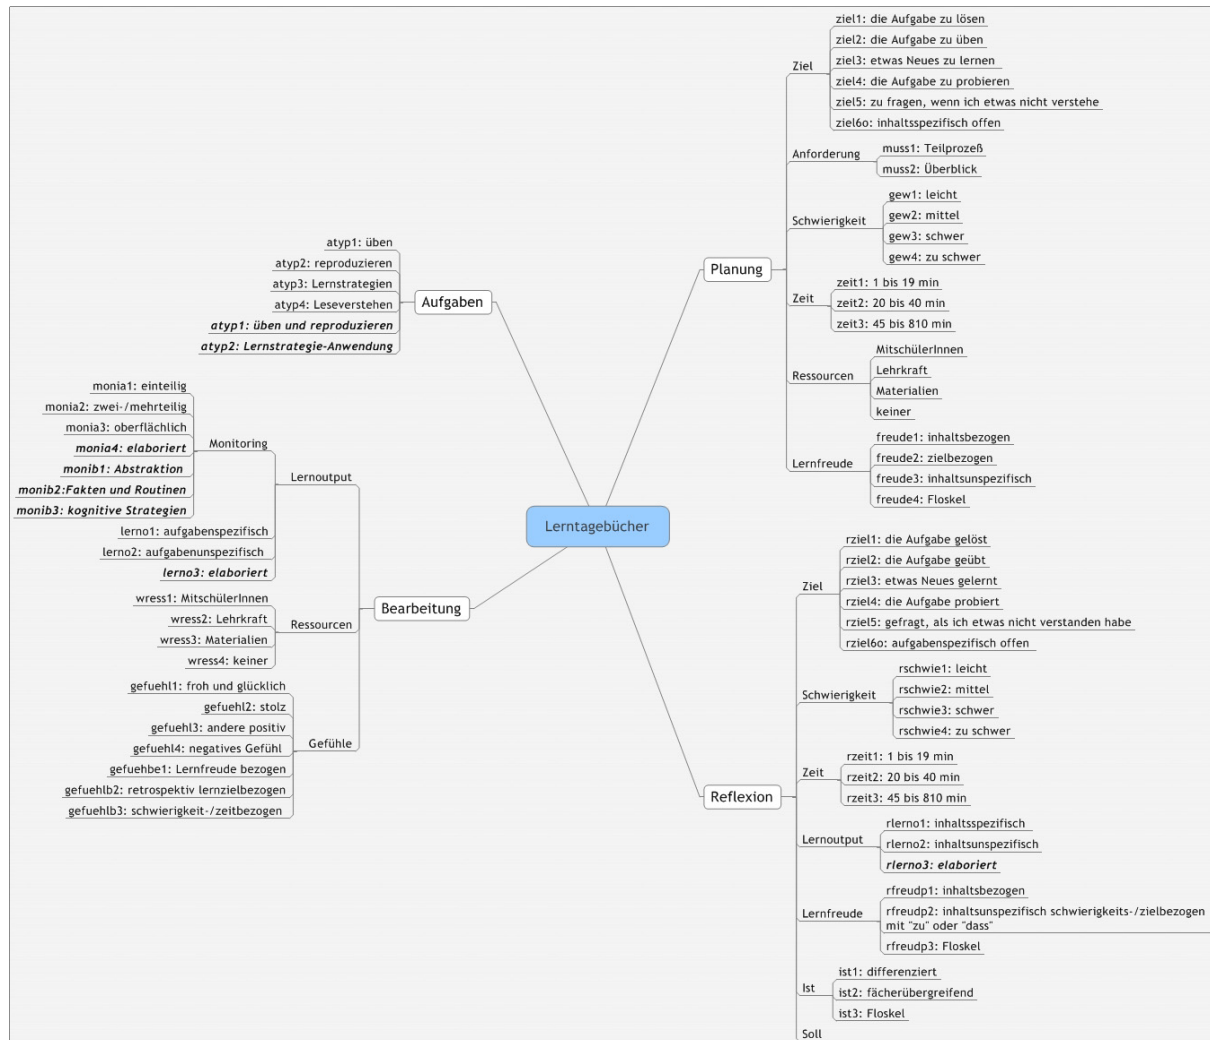 Lerntagebücher
Aufgaben
atyp1: üben
atyp2: reproduzieren
atyp3: Lernstrategien
atyp4: Leseverstehen
atyp1: üben und reproduzieren
atyp2: Lernstrategie-Anwendung
Bearbeitung
Lernoutput
Monitoring
monia1: einteilig
monia2: zwei-/mehrteilig
monia3: oberflächlich
monia4: elaboriert
monib1: Abstraktion
monib2:Fakten und Routinen
monib3: kognitive Strategien
lerno1: aufgabenspezifisch
lerno2: aufgabenunspezifisch
lerno3: elaboriert
Ressourcen
wress1: MitschülerInnen
wress2: Lehrkraft
wress3: Materialien
wress4: keiner
Gefühle
gefuehl1: froh und glücklich
gefuehl2: stolz
gefuehl3: andere positiv
gefuehl4: negatives Gefühl
gefuehbe1: Lernfreude bezogen
gefuehlb2: retrospektiv lernzielbezogen
gefuehlb3: schwierigkeit-/zeitbezogen
Planung
Ziel
ziel1: die Aufgabe zu lösen
ziel2: die Aufgabe zu üben
ziel3: etwas Neues zu lernen
ziel4: die Aufgabe zu probieren
ziel5: zu fragen, wenn ich etwas nicht verstehe
ziel6o: inhaltsspezifisch offen
Anforderung
muss1: Teilprozeß
muss2: Überblick
Schwierigkeit
gew1: leicht
gew2: mittel
gew3: schwer
gew4: zu schwer
Zeit
zeit1: 1 bis 19 min
zeit2: 20 bis 40 min
zeit3: 45 bis 810 min
Ressourcen
MitschülerInnen
Lehrkraft
Materialien
keiner
Lernfreude
freude1: inhaltsbezogen
freude2: zielbezogen
freude3: inhaltsunspezifisch
freude4: Floskel
Reflexion
Ziel
rziel1: die Aufgabe gelöst
rziel2: die Aufgabe geübt
rziel3: etwas Neues gelernt
rziel4: die Aufgabe probiert
rziel5: gefragt, als ich etwas nicht verstanden habe
rziel6o: aufgabenspezifisch offen
Schwierigkeit
rschwie1: leicht
rschwie2: mittel
rschwie3: schwer
rschwie4: zu schwer
Zeit
rzeit1: 1 bis 19 min
rzeit2: 20 bis 40 min
rzeit3: 45 bis 810 min
Lernoutput
rlerno1: inhaltsspezifisch
rlerno2: inhaltsunspezifisch
rlerno3: elaboriert
Lernfreude
rfreudp1: inhaltsbezogen
rfreudp2: inhaltsunspezifisch schwierigkeits-/zielbezogen
mit "zu" oder "dass"
rfreudp3: Floskel
Ist
ist1: differenziert
ist2: fächerübergreifend
ist3: Floskel
Soll